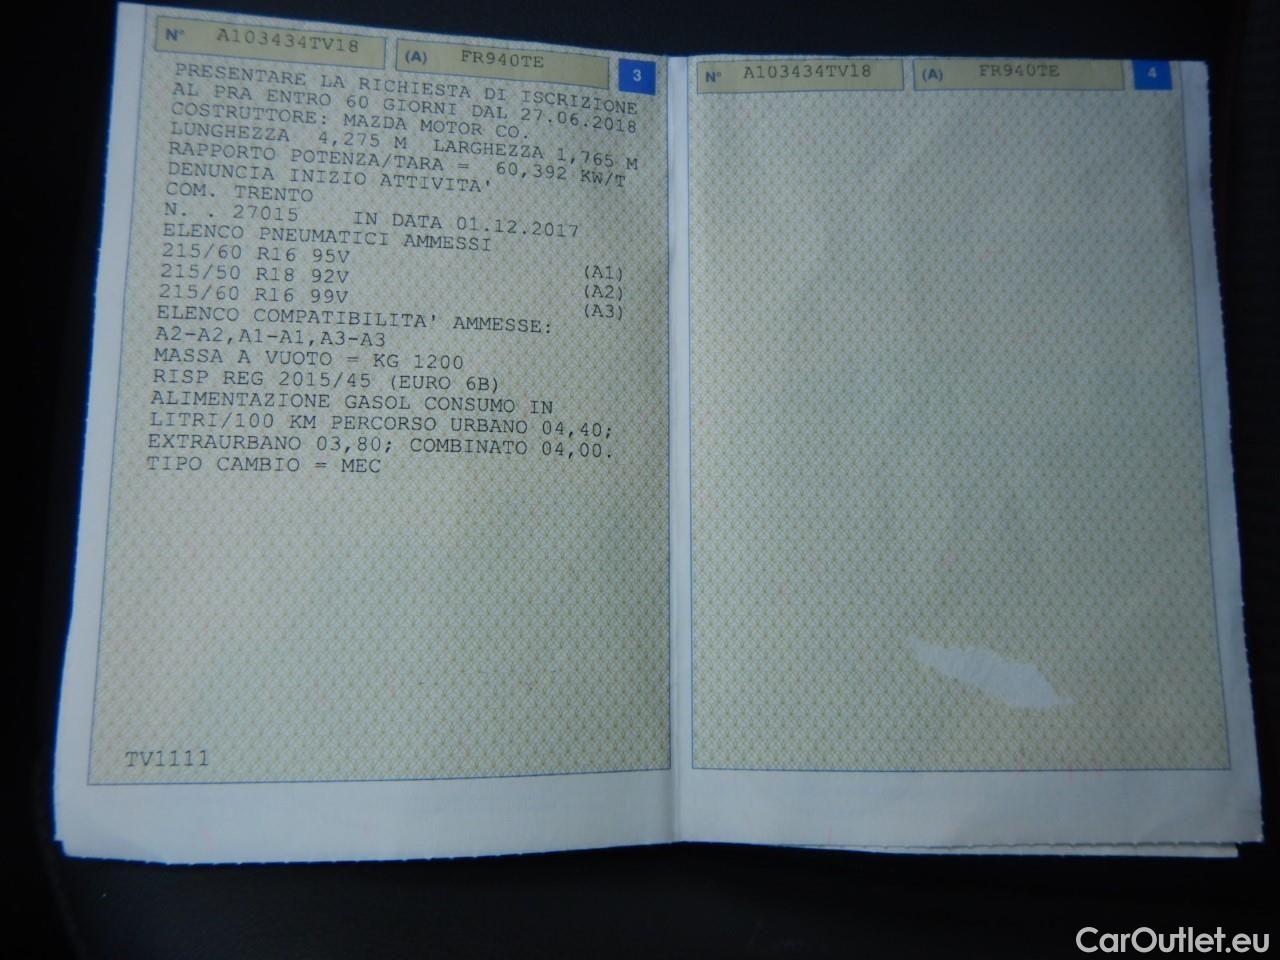 N° A103434TV18 (A) FR940TE 3
PRESENTARE LA RICHIESTA DI ISCRIZIONE
AL PRA ENTRO 60 GIORNI DAL 27.06.2018
COSTRUTTORE: MAZDA MOTOR CO.
LUNGHEZZA 4,275 M LARGHEZZA 1,765 M
RAPPORTO POTENZA/TARA = 60,392 KW/T
DENUNCIA INIZIO ATTIVITA'
COM. TRENTO
N. . 27015 IN DATA 01.12.2017
ELENCO PNEUMATICI AMMESSI
215/60 R16 95V (A1)
215/50 R18 92V (A2)
215/60 R16 99V (A3)
ELENCO COMPATIBILITA' AMMESSE:
A2-A2,A1-A1,A3-A3
MASSA A VUOTO = KG 1200
RISP REG 2015/45 (EURO 6B)
ALIMENTAZIONE GASOL CONSUMO IN
LITRI/100 KM PERCORSO URBANO 04,40;
EXTRAURBANO 03,80; COMBINATO 04,00.
TIPO CAMBIO = MEC
TV1111
N° A103434TV18 (A) FR940TE 4
CarOutlet.eu